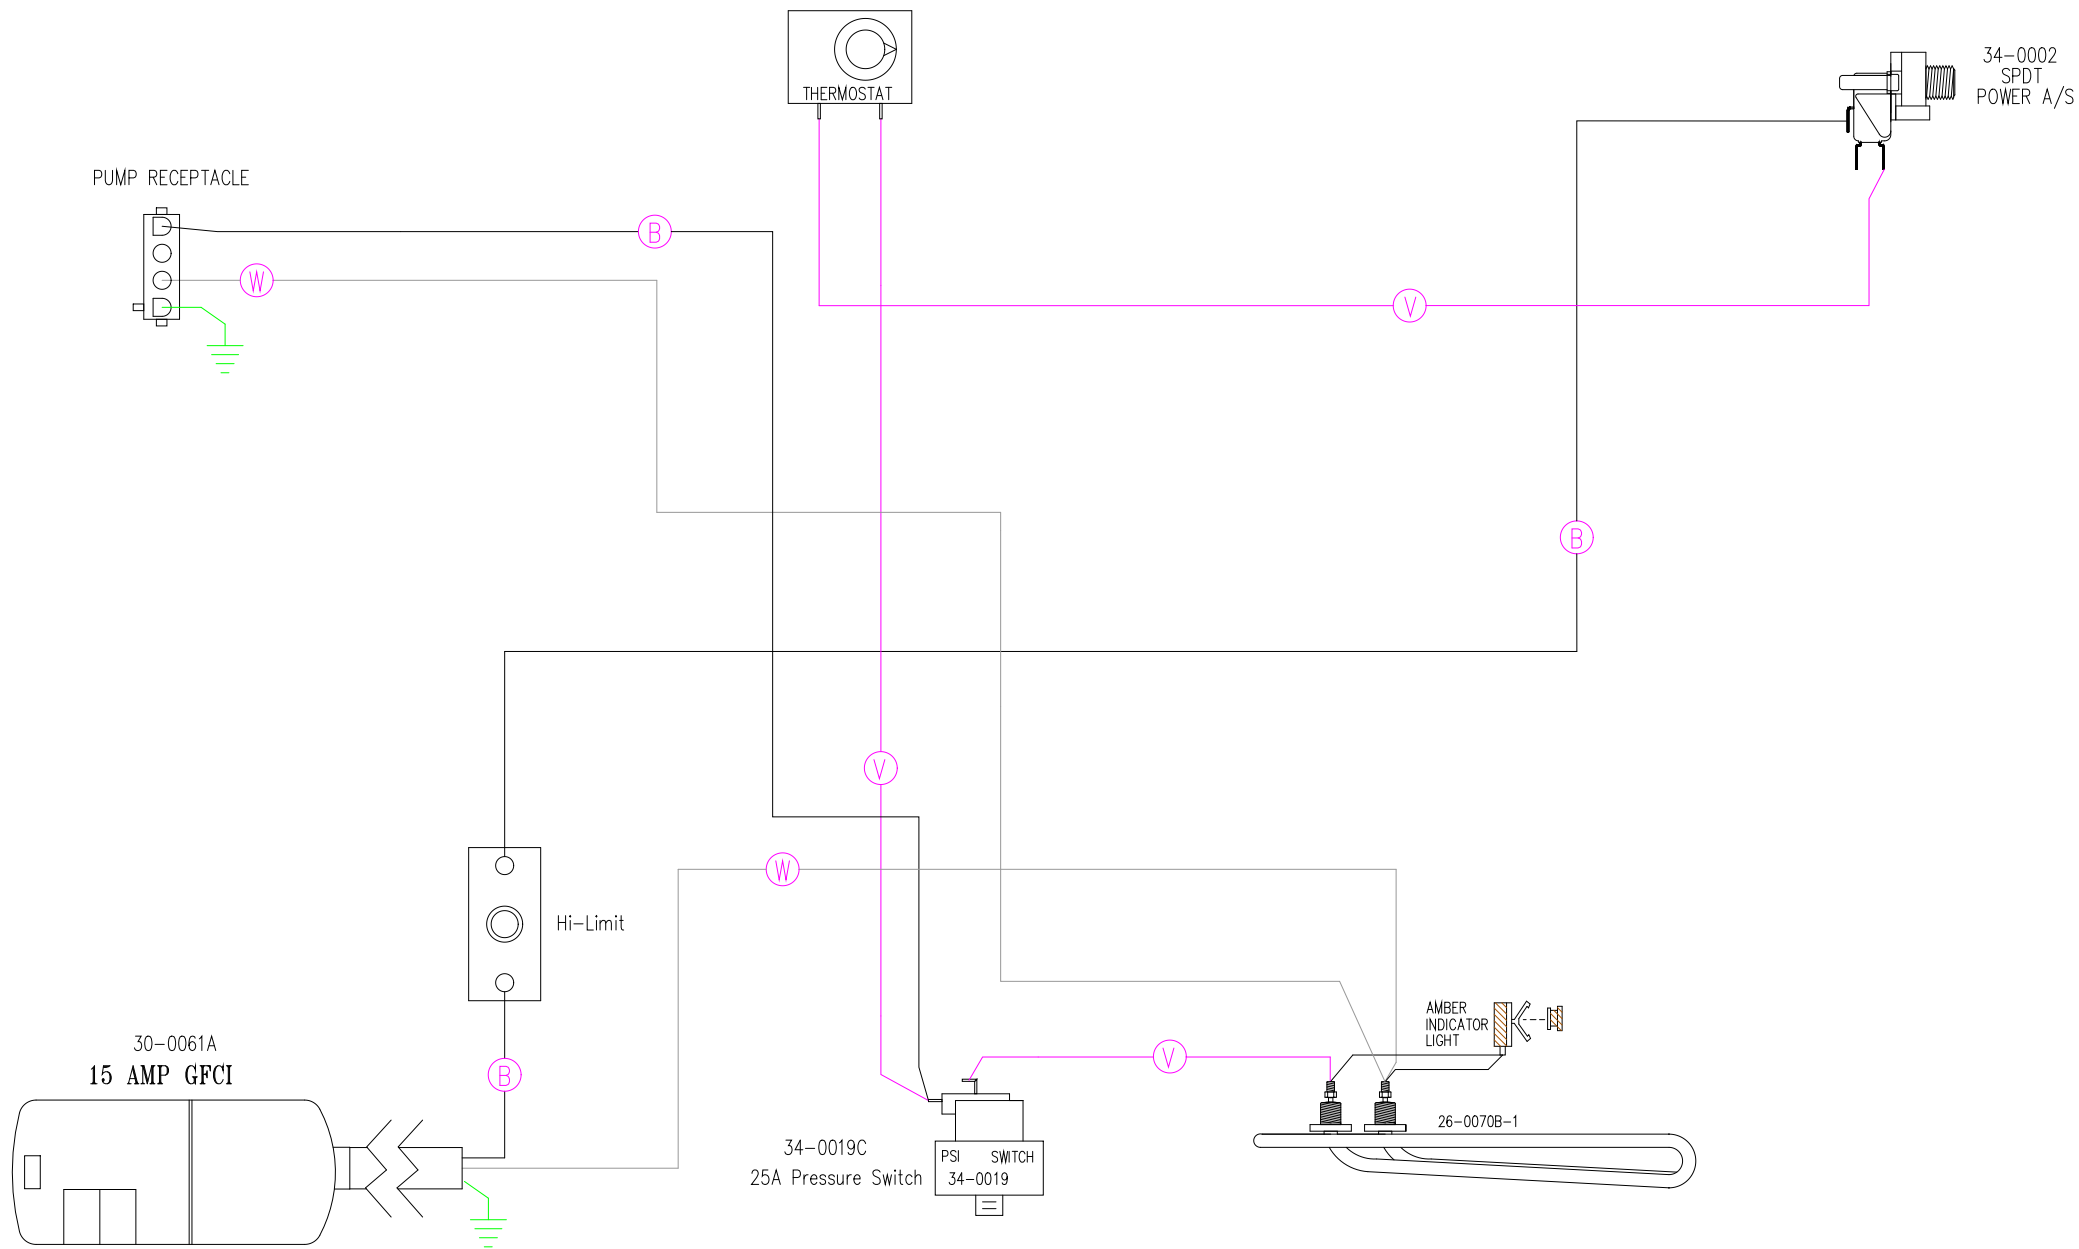 THERMOSTAT
34-0002
SPDT
POWER A/S
PUMP RECEPTACLE
B
W
V
B
V
W
Hi-Limit
AMBER
INDICATOR
LIGHT
30-0061A
15 AMP GFCI
B
V
26-0070B-1
34-0019C
25A Pressure Switch
PSI SWITCH
34-0019